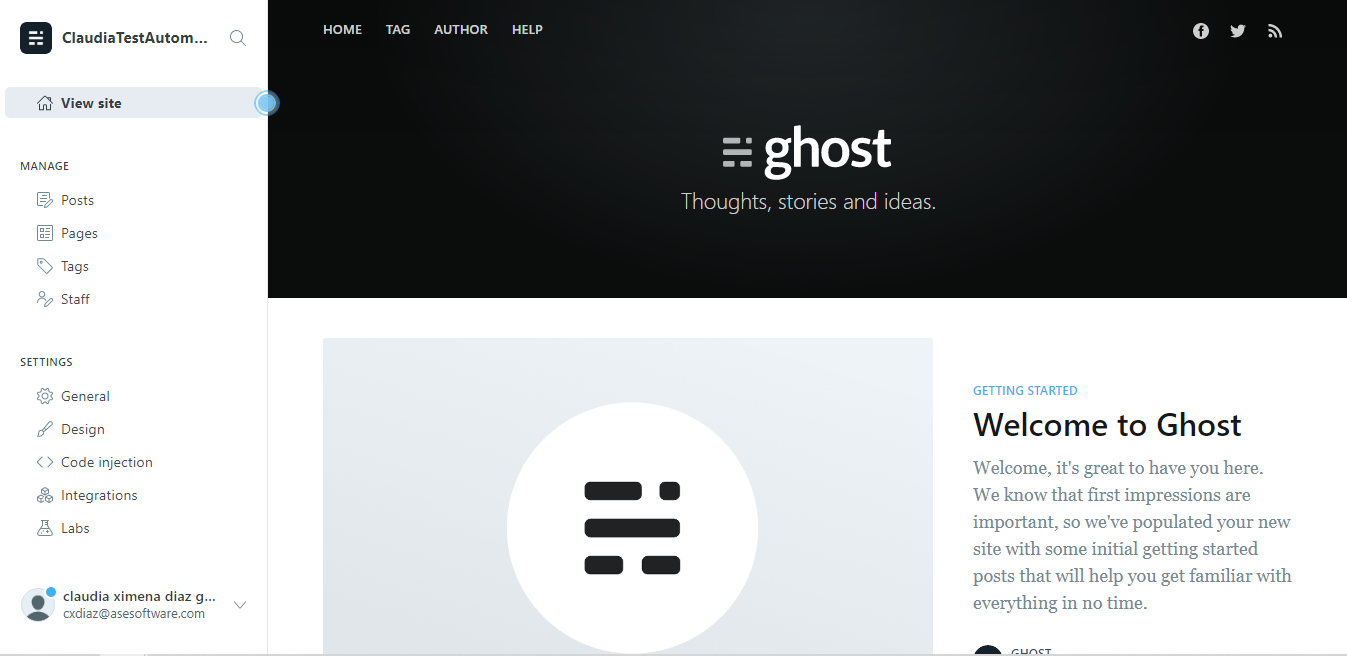 ClaudiaTestAutom...
View site
MANAGE
Posts
Pages
Tags
Staff
SETTINGS
General
Design
Code injection
Integrations
Labs
claudia ximena diaz g...
cxdiaz@asesoftware.com
HOME TAG AUTHOR HELP
ghost
Thoughts, stories and ideas.
GETTING STARTED
Welcome to Ghost
Welcome, it's great to have you here.
We know that first impressions are
important, so we've populated your new
site with some initial getting started
posts that will help you get familiar with
everything in no time.
GHOST